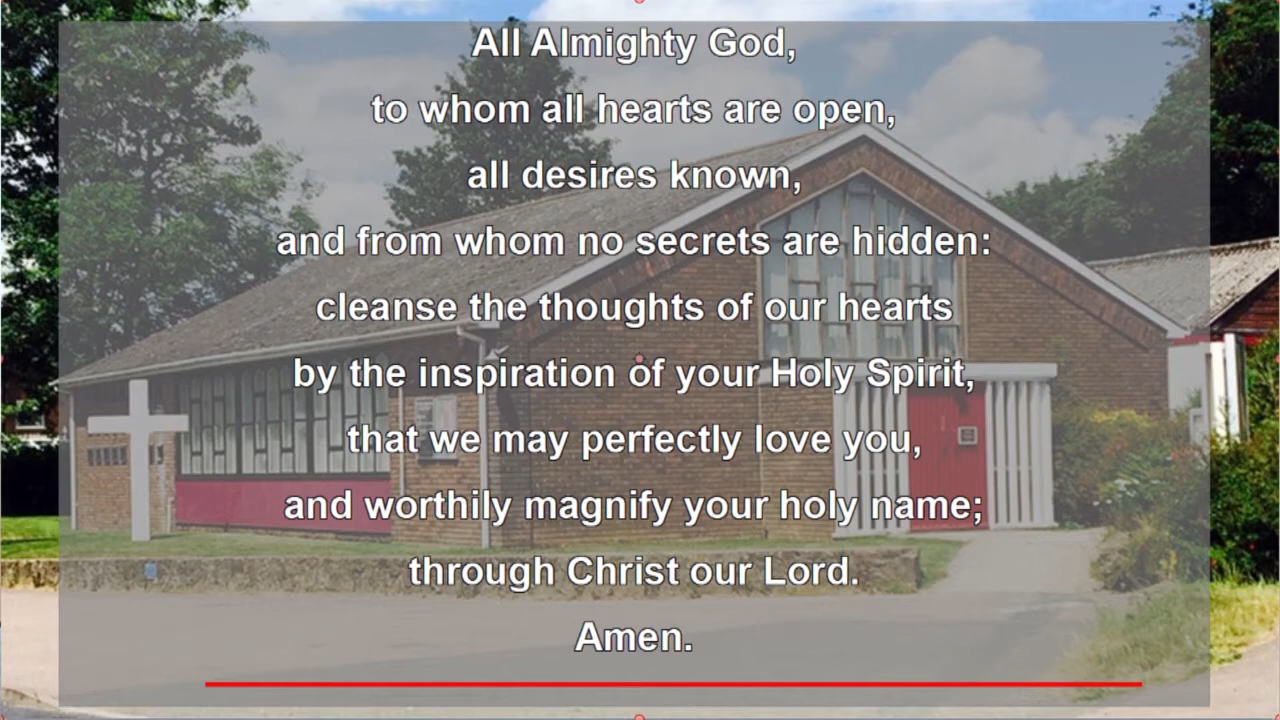 All Almighty God,
to whom all hearts are open,
all desires known,
and from whom no secrets are hidden:
cleanse the thoughts of our hearts
by the inspiration of your Holy Spirit,
that we may perfectly love you,
and worthily magnify your holy name;
through Christ our Lord.
Amen.